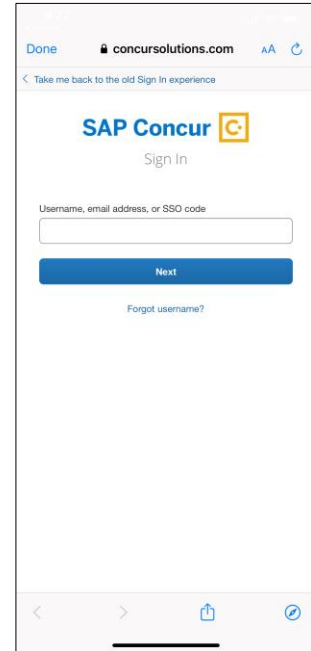 Done concursolutions.com AA
Take me back to the old Sign In experience
SAP Concur C
Sign In
Username, email address, or SSO code
Next
Forgot username?